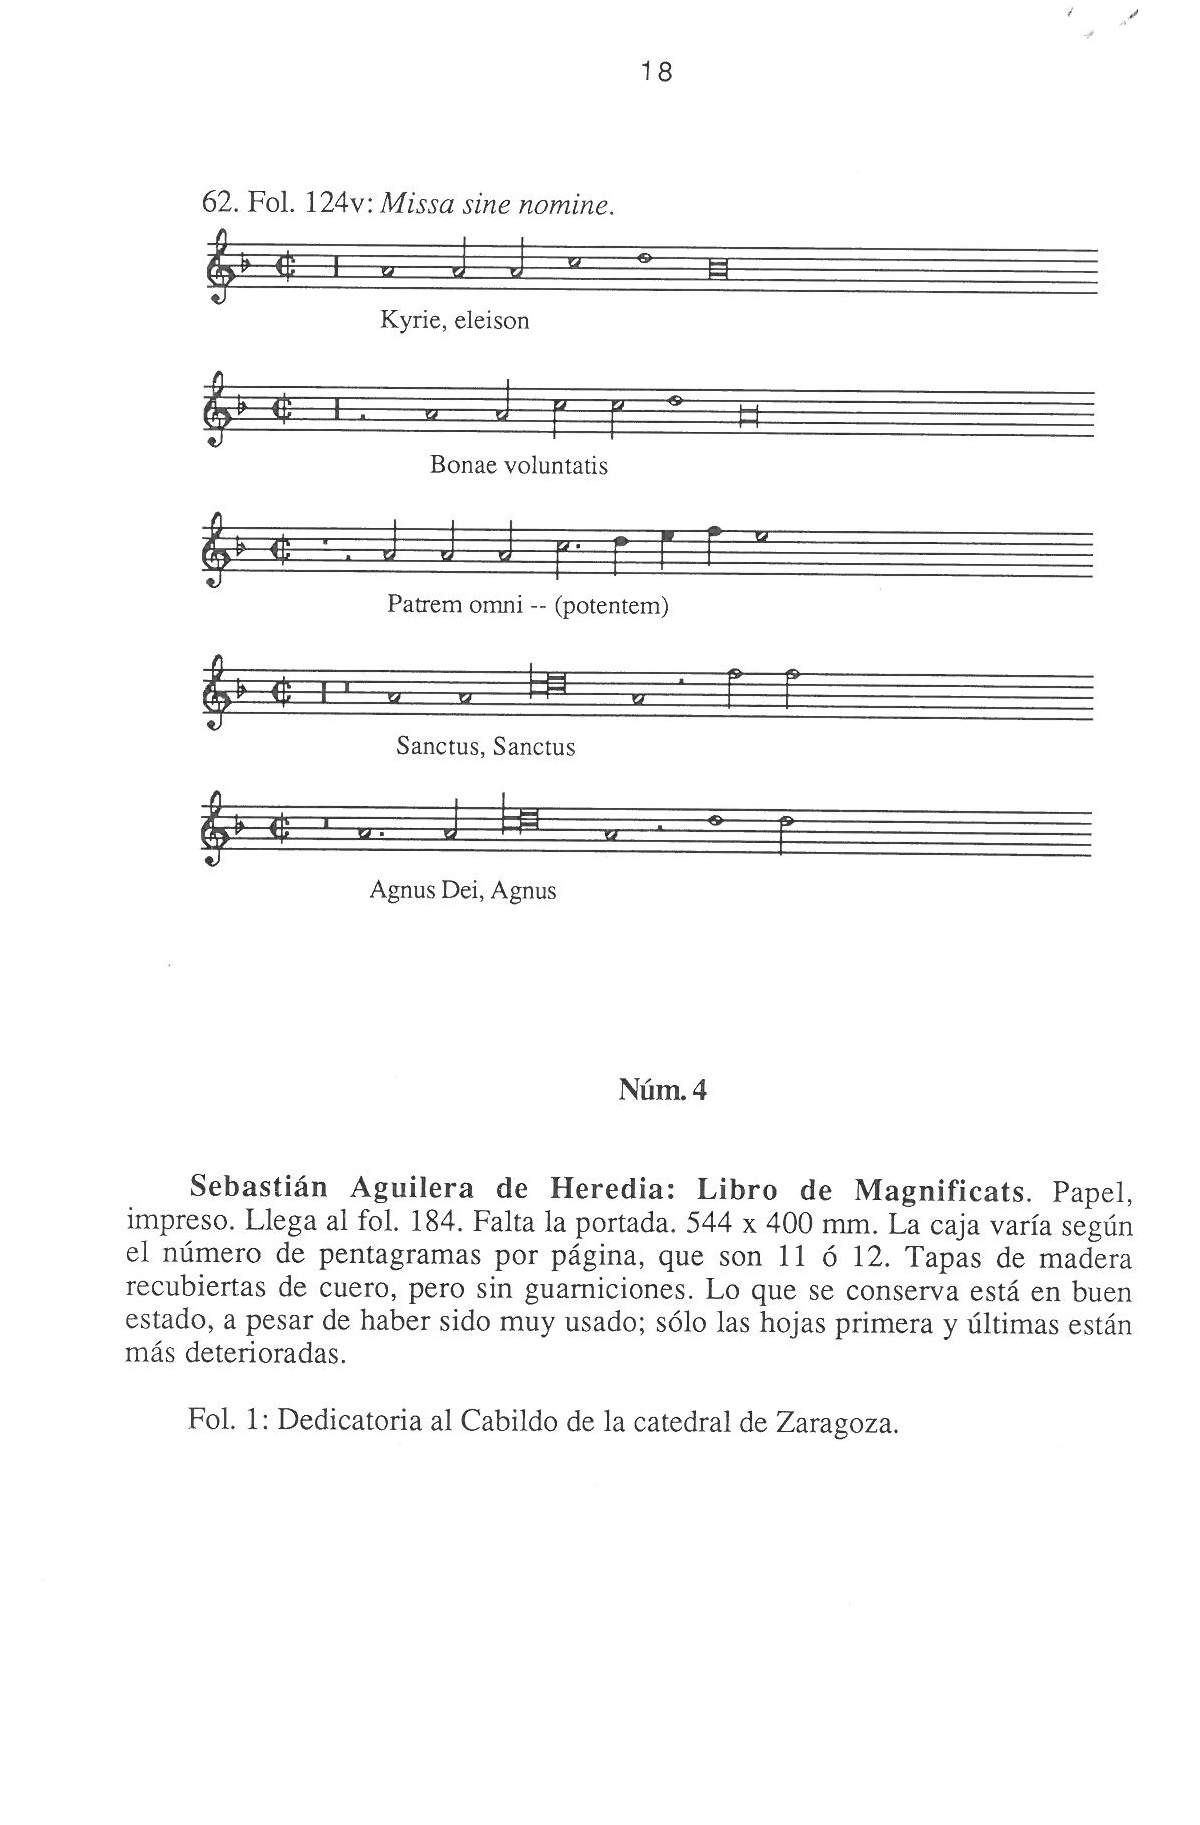 18
62. Fol. 124v: Missa sine nomine.
Kyrie, eleison
Bonae voluntatis
Patrem omni -- (potentem)
Sanctus, Sanctus
Agnus Dei, Agnus
Núm. 4
Sebastián Aguilera de Heredia: Libro de Magnificats. Papel,
impreso. Llega al fol. 184. Falta la portada. 544 x 400 mm. La caja varía según
el número de pentagramas por página, que son 11 ó 12. Tapas de madera
recubiertas de cuero, pero sin guarniciones. Lo que se conserva está en buen
estado, a pesar de haber sido muy usado; sólo las hojas primera y últimas están
más deterioradas.
Fol. 1: Dedicatoria al Cabildo de la catedral de Zaragoza.